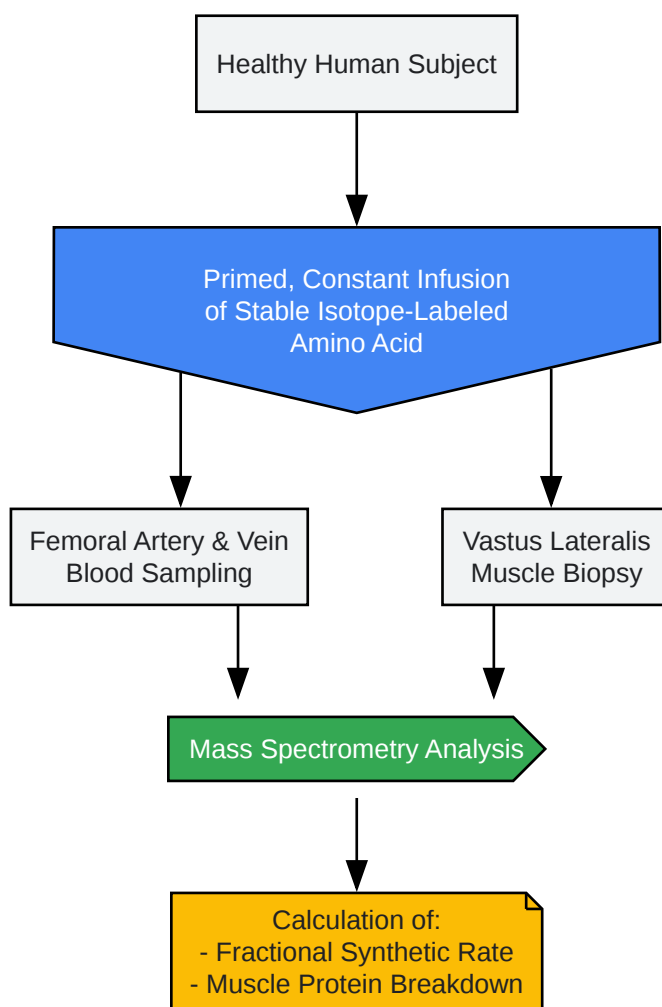 Healthy Human Subject
Primed, Constant Infusion
of Stable Isotope-Labeled
Amino Acid
Femoral Artery & Vein
Blood Sampling
Vastus Lateralis
Muscle Biopsy
Mass Spectrometry Analysis
Calculation of:
- Fractional Synthetic Rate
- Muscle Protein Breakdown